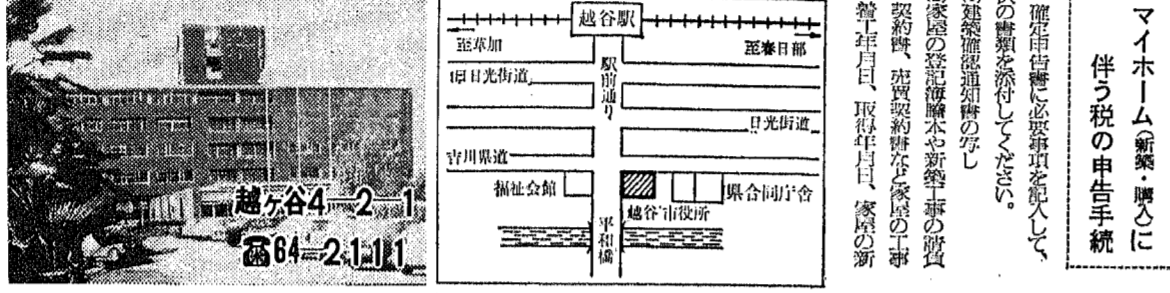 マイホーム(新築・購入)に
伴う税の申告手続
確定申告書に必要事項を記入して、
の書類を添付してください。
建築確認通知書の写し
家屋の登記簿謄本や新築工事の請負
契約書、売買契約書など家屋の工事
着工年月日、取得年月日、家屋の新
越谷駅
至草加
至春日部
旧日光街道
駅前通り
日光街道
吉川県道
福祉会館
越谷市役所
県合同庁舎
平和橋
越ヶ谷4-2-1
☎64-2111